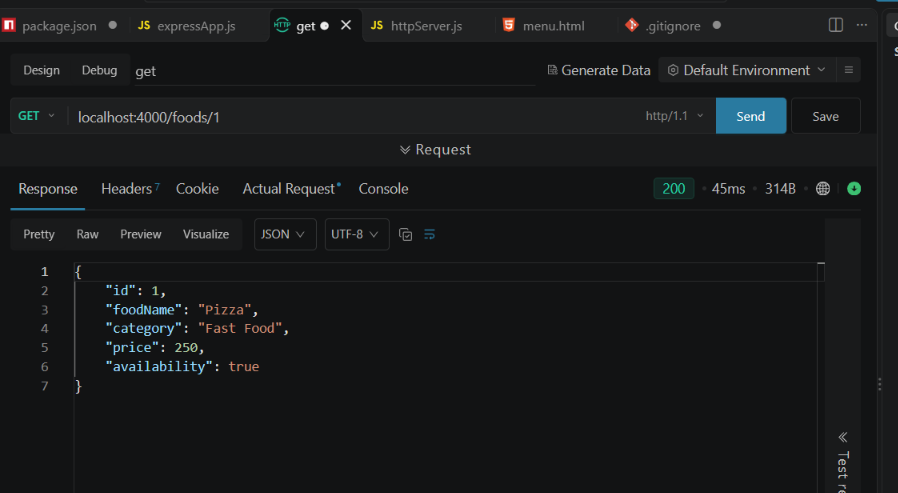 package.json JS expressApp.js HTTP get JS httpServer.js 5 menu.html .gitignore ...
Design Debug get Generate Data Default Environment
GET localhost:4000/foods/1 http/1.1 Send Save
Request
Response Headers 7 Cookie Actual Request Console 200 45ms 314B
Pretty Raw Preview Visualize JSON UTF-8
1 {
2 "id": 1,
3 "foodName": "Pizza",
4 "category": "Fast Food",
5 "price": 250,
6 "availability": true
7 }